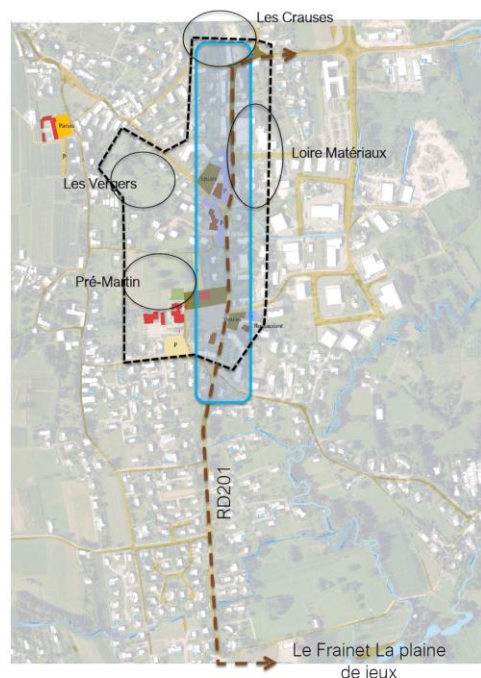 Les Crauses
Loire Matériaux
Les Vergers
Pré-Martin
P
P
RD201
Le Frainet La plaine
de jeux